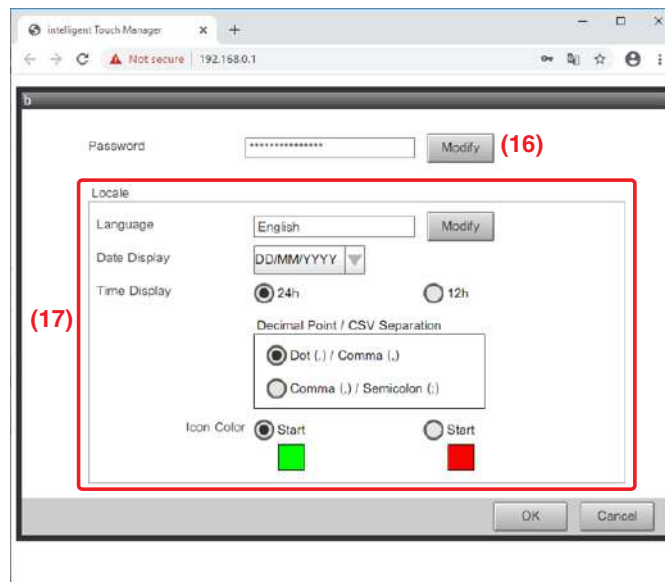 intelligent Touch Manager
Not secure 192.168.0.1
b
Password *************** Modify (16)
Locale
Language English Modify
Date Display DD/MM/YYYY
Time Display 24h 12h
(17)
Decimal Point / CSV Separation
Dot (.) / Comma (,)
Comma (,) / Semicolon (;)
Icon Color Start Start
OK Cancel